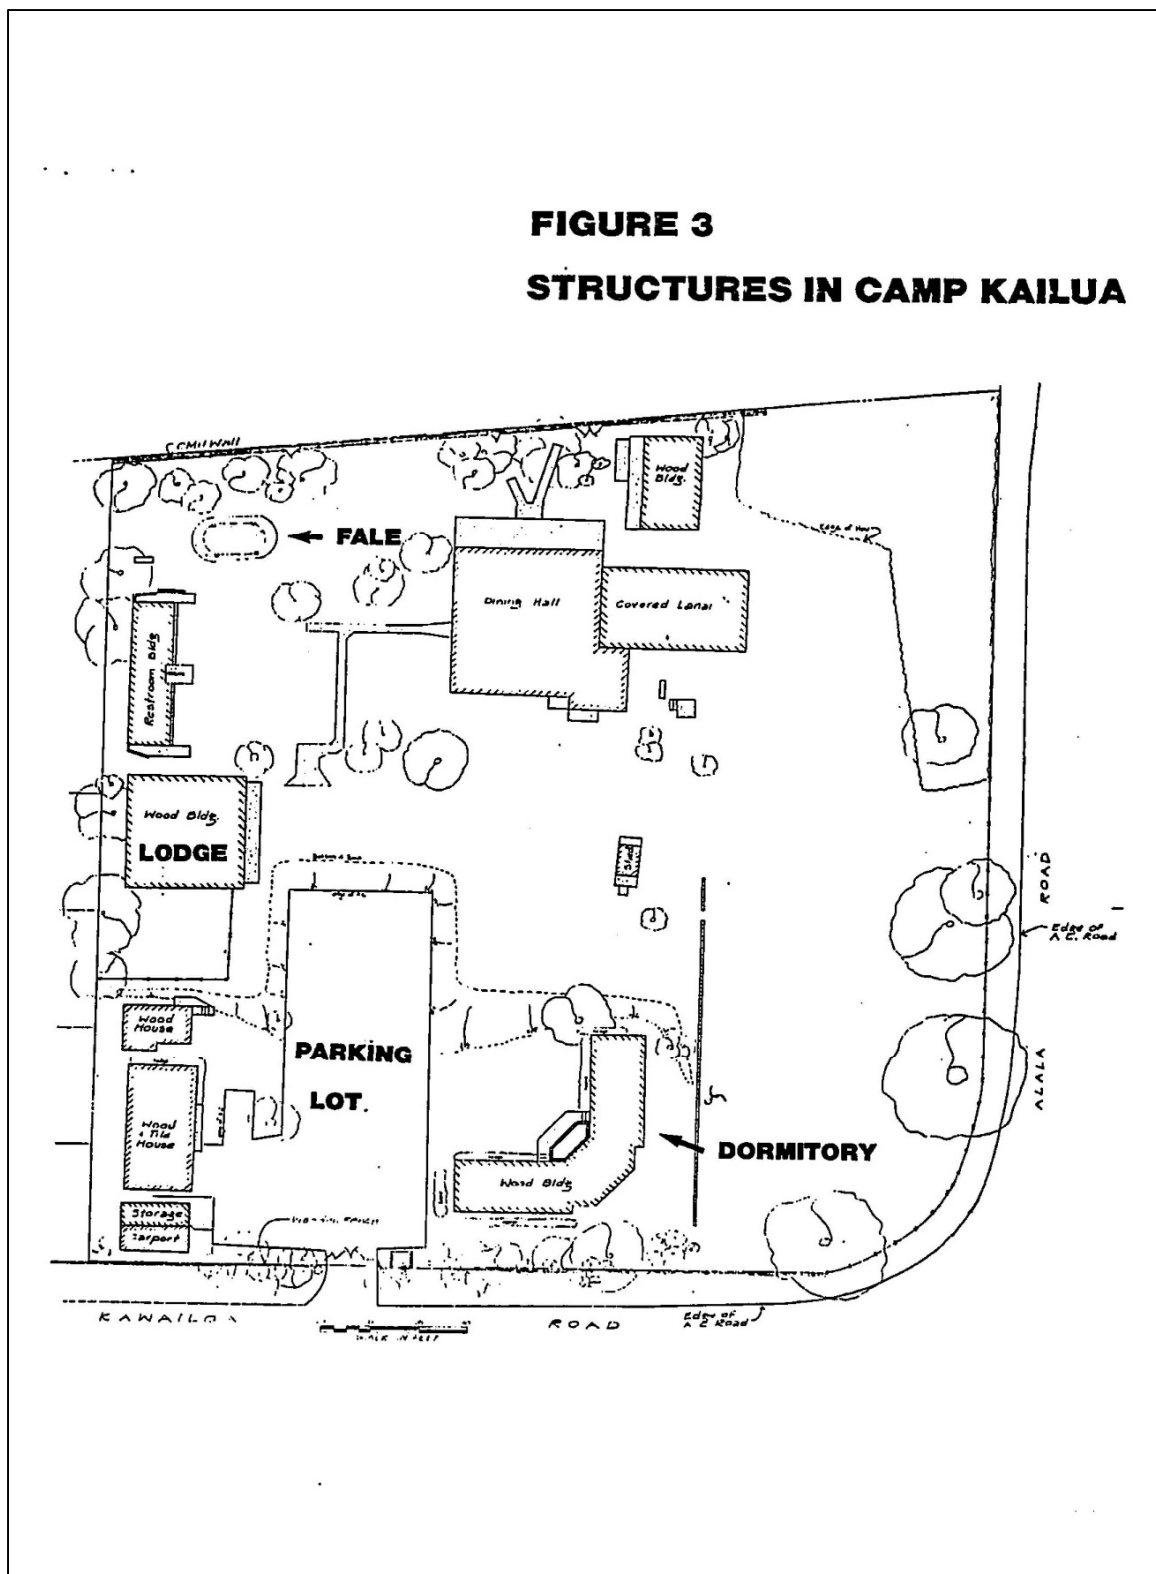 FIGURE 3
STRUCTURES IN CAMP KAILUA
CMU Wall
Wood
Bldg.
FALE
Dining Hall
Covered Lanai
Restroom Bldg
Wood Bldg.
LODGE
Shed
ROAD
Edge of
A.C. Road
Wood
House
PARKING
LOT.
ALALA
Wood
& Tile
House
DORMITORY
Wood Bldg
Storage
Carport
KAWAILOA
ROAD
Edge of
A.C. Road